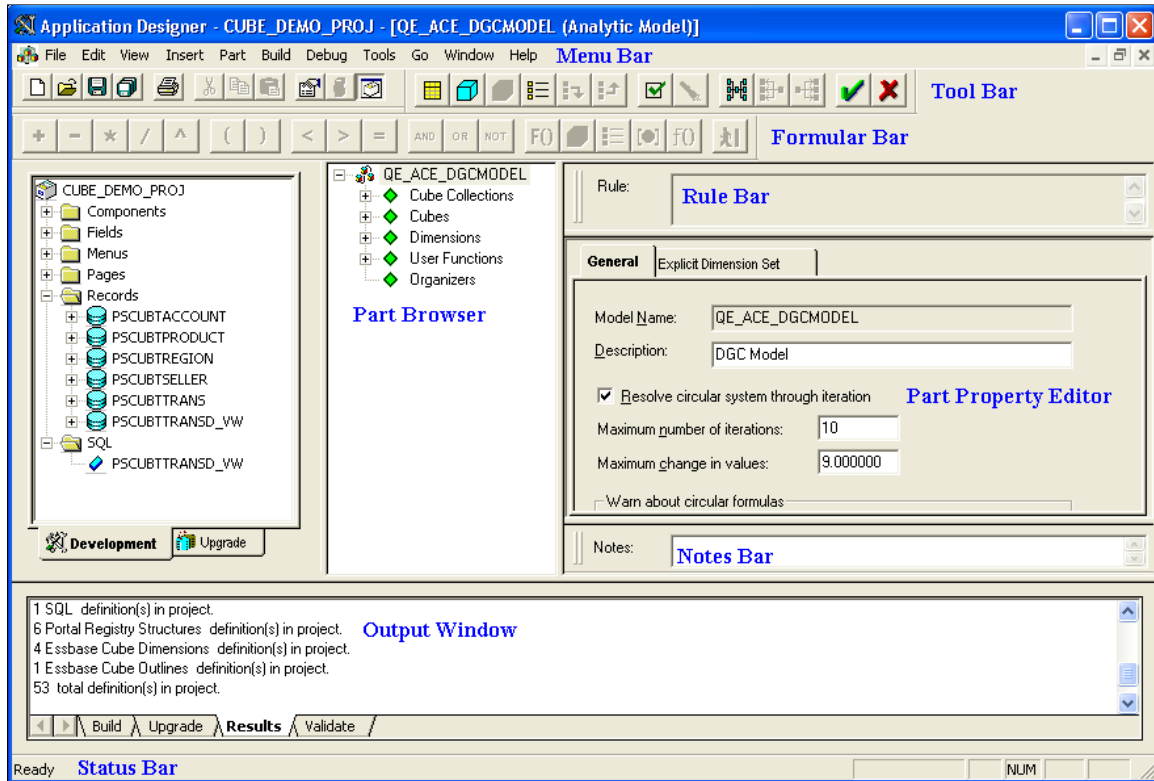 Application Designer - CUBE_DEMO_PROJ - [QE_ACE_DGCMODEL (Analytic Model)]
File Edit View Insert Part Build Debug Tools Go Window Help Menu Bar
Tool Bar
+ - * / ^ ( ) < > = AND OR NOT F() f() Formular Bar
CUBE_DEMO_PROJ
Components
Fields
Menus
Pages
Records
PSCUBTACCOUNT
PSCUBTPRODUCT
PSCUBTREGION
PSCUBTSELLER
PSCUBTTRANS
PSCUBTTRANSD_VW
SQL
PSCUBTTRANSD_VW
Development Upgrade
QE_ACE_DGCMODEL
Cube Collections
Cubes
Dimensions
User Functions
Organizers
Part Browser
Rule: Rule Bar
General Explicit Dimension Set
Model Name: QE_ACE_DGCMODEL
Description: DGC Model
Resolve circular system through iteration Part Property Editor
Maximum number of iterations: 10
Maximum change in values: 9.000000
Warn about circular formulas
Notes: Notes Bar
1 SQL definition(s) in project.
6 Portal Registry Structures definition(s) in project. Output Window
4 Essbase Cube Dimensions definition(s) in project.
1 Essbase Cube Outlines definition(s) in project.
53 total definition(s) in project.
Build Upgrade Results Validate
Ready Status Bar NUM